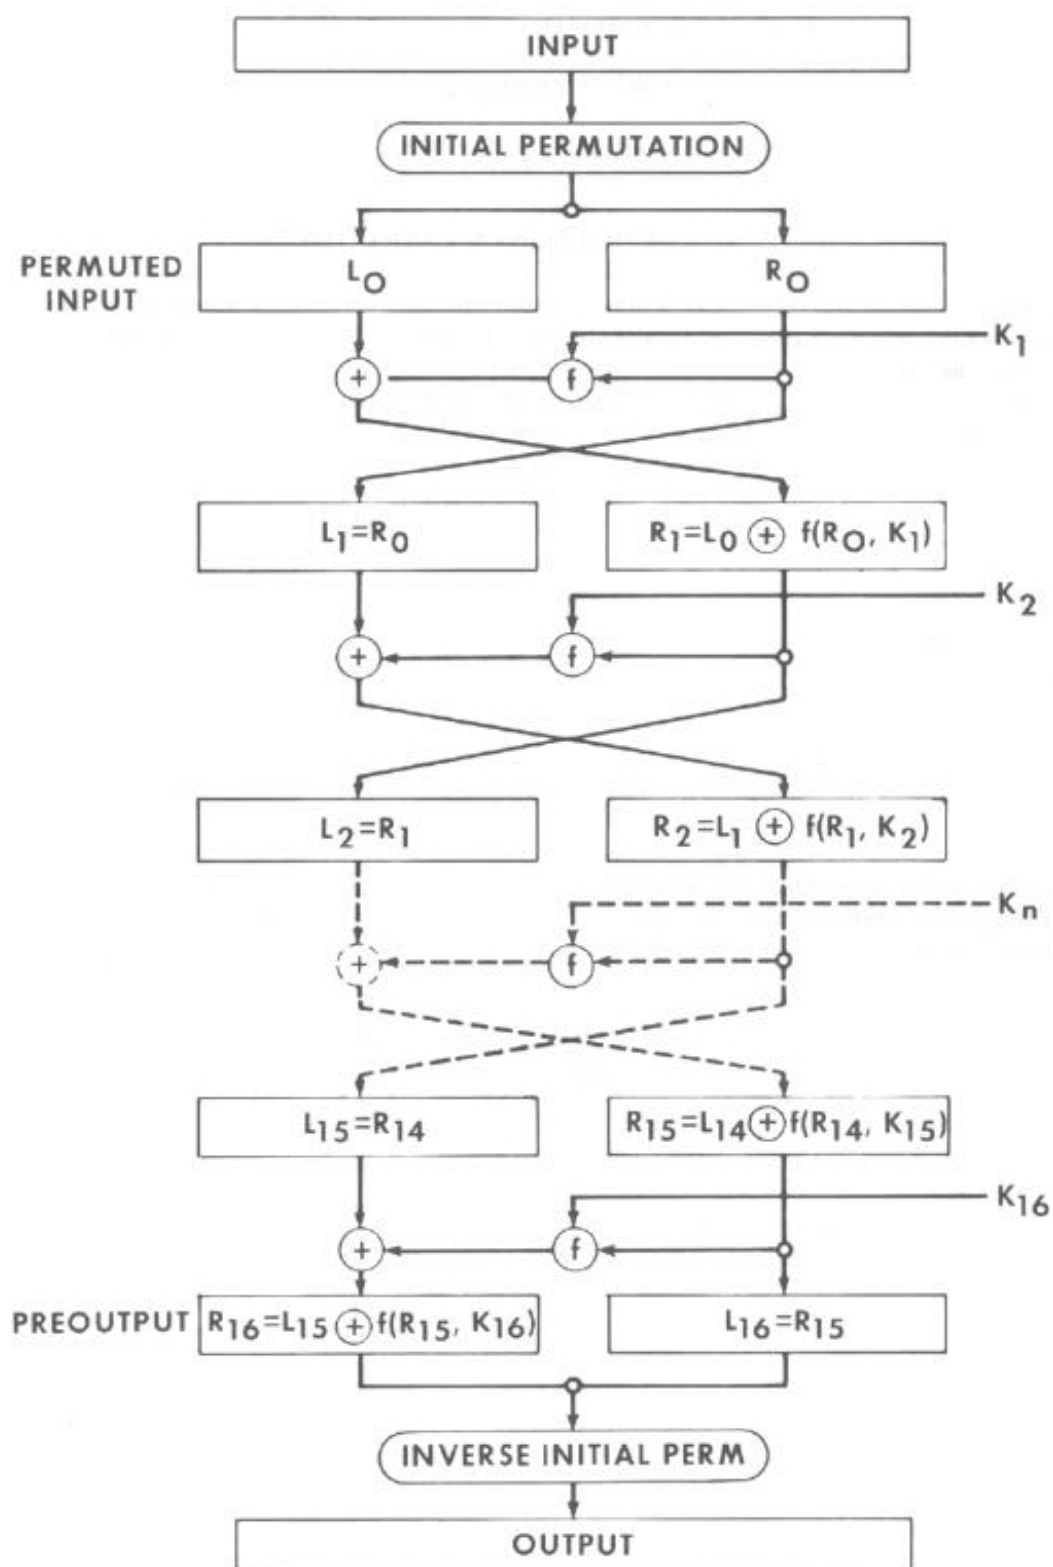 INPUT
INITIAL PERMUTATION
PERMUTED
INPUT
L₀
R₀
K₁
+
f
L₁=R₀
R₁=L₀ ⊕ f(R₀, K₁)
K₂
+
f
L₂=R₁
R₂=L₁ ⊕ f(R₁, K₂)
Kₙ
+
f
L₁₅=R₁₄
R₁₅=L₁₄⊕f(R₁₄, K₁₅)
K₁₆
+
f
PREOUTPUT
R₁₆=L₁₅⊕f(R₁₅, K₁₆)
L₁₆=R₁₅
INVERSE INITIAL PERM
OUTPUT